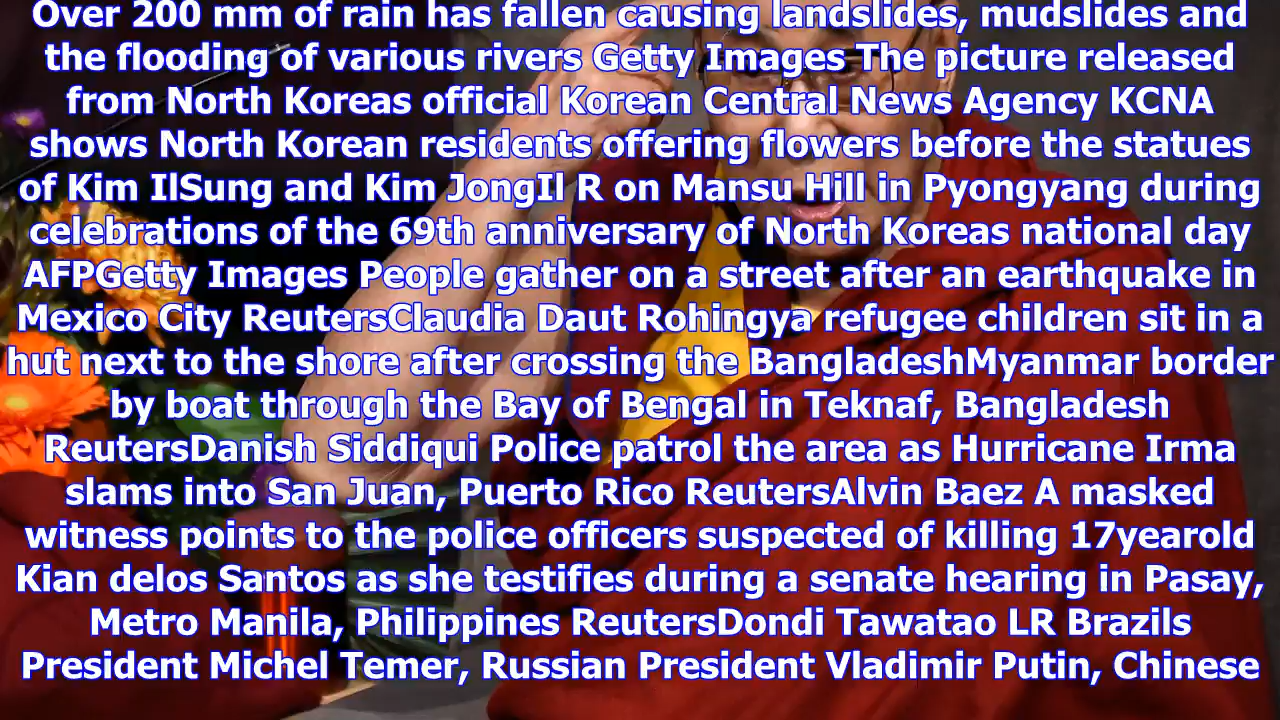 Over 200 mm of rain has fallen causing landslides, mudslides and
the flooding of various rivers Getty Images The picture released
from North Koreas official Korean Central News Agency KCNA
shows North Korean residents offering flowers before the statues
of Kim IlSung and Kim JongIl R on Mansu Hill in Pyongyang during
celebrations of the 69th anniversary of North Koreas national day
AFPGetty Images People gather on a street after an earthquake in
Mexico City ReutersClaudia Daut Rohingya refugee children sit in a
hut next to the shore after crossing the BangladeshMyanmar border
by boat through the Bay of Bengal in Teknaf, Bangladesh
ReutersDanish Siddiqui Police patrol the area as Hurricane Irma
slams into San Juan, Puerto Rico ReutersAlvin Baez A masked
witness points to the police officers suspected of killing 17yearold
Kian delos Santos as she testifies during a senate hearing in Pasay,
Metro Manila, Philippines ReutersDondi Tawatao LR Brazils
President Michel Temer, Russian President Vladimir Putin, Chinese